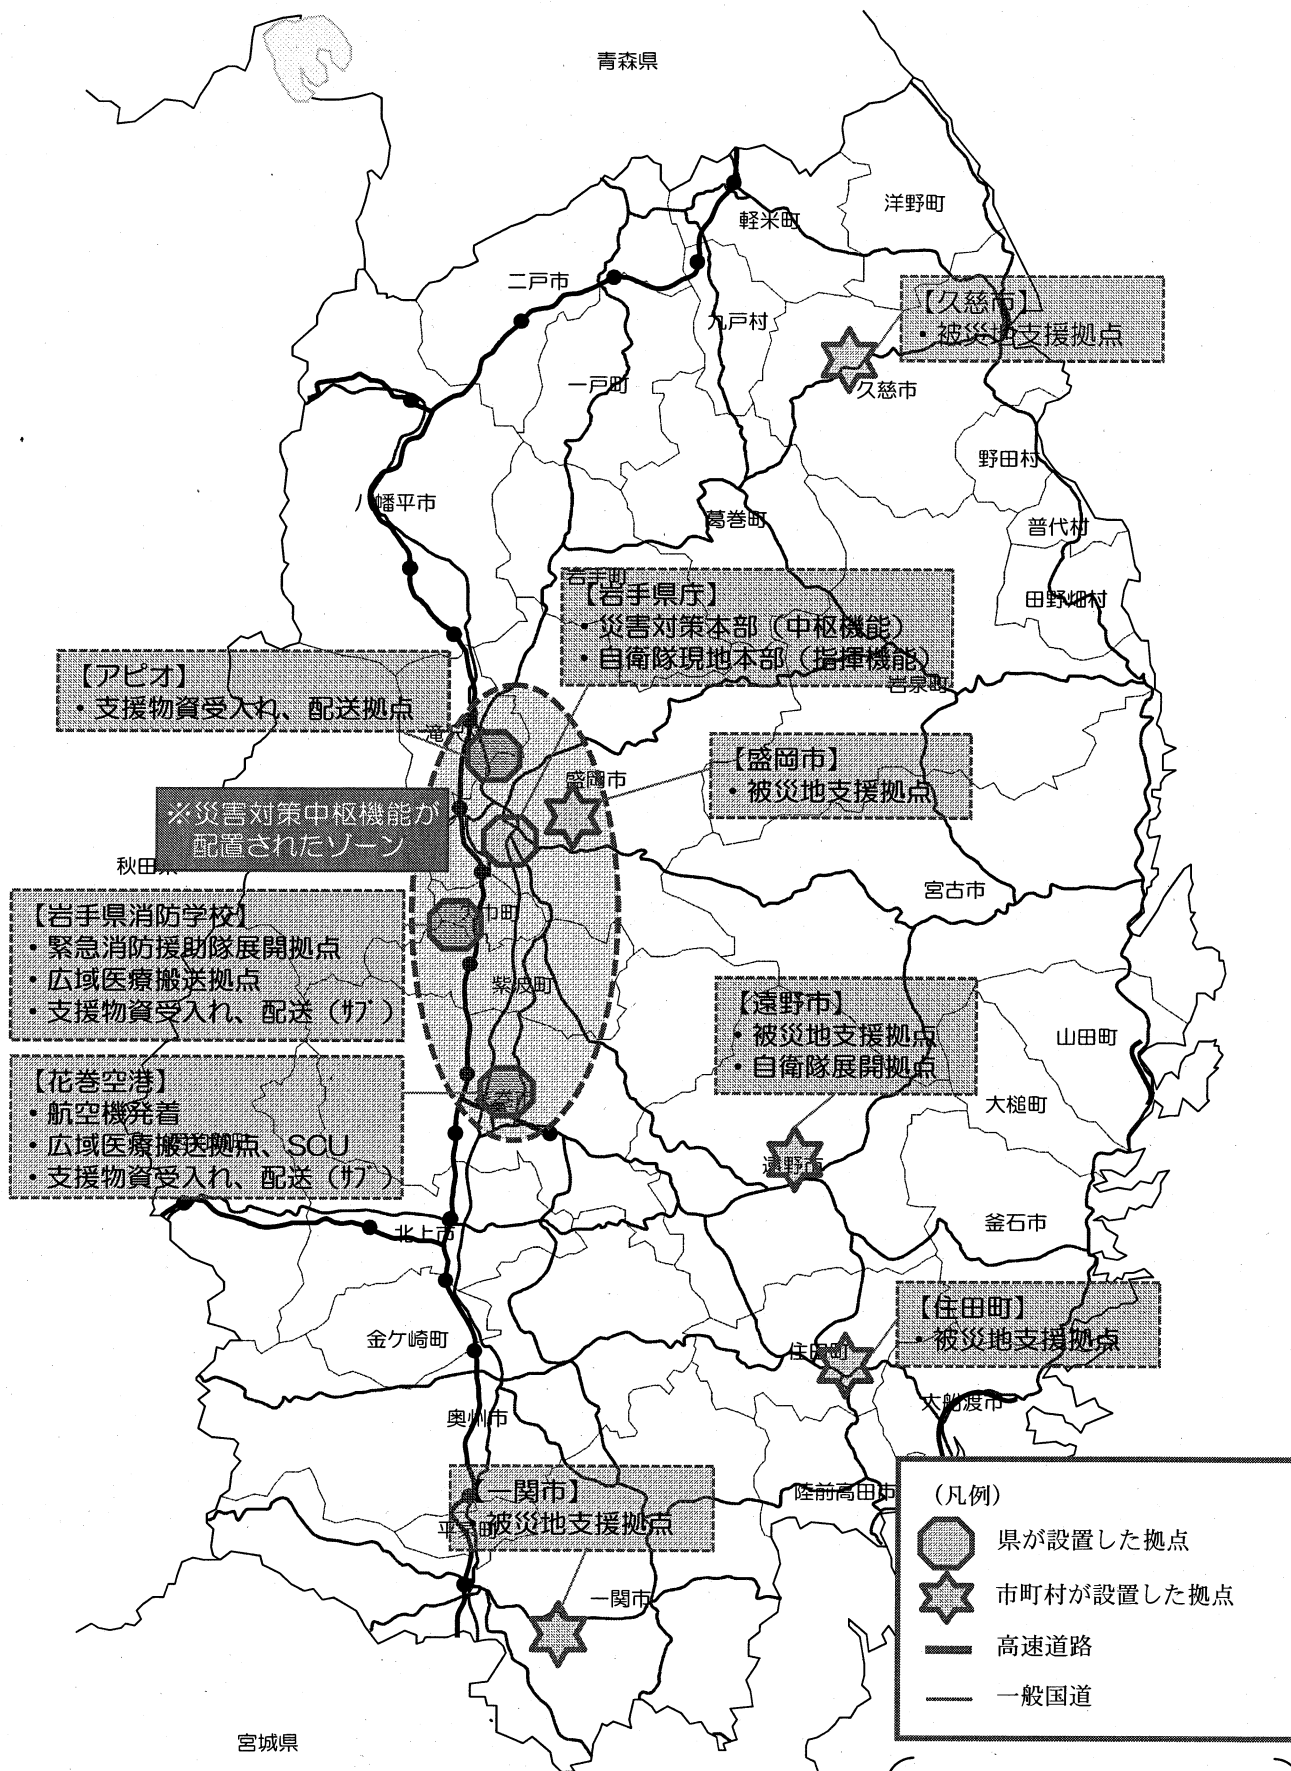 青森県
洋野町
軽米町
二戸市
【久慈市】
・被災地支援拠点
九戸村
一戸町
久慈市
野田村
八幡平市
葛巻町
普代村
岩手町
【岩手県庁】
・災害対策本部（中枢機能）
・自衛隊現地本部（指揮機能）
田野畑村
【アピオ】
・支援物資受入れ、配送拠点
岩泉町
滝
盛岡市
【盛岡市】
・被災地支援拠点
※災害対策中枢機能が
配置されたゾーン
秋田県
宮古市
【岩手県消防学校】
・緊急消防援助隊展開拠点
・広域医療搬送拠点
・支援物資受入れ、配送（ｻﾌﾞ）
巾町
紫波町
【遠野市】
・被災地支援拠点
・自衛隊展開拠点
山田町
【花巻空港】
・航空機発着
・広域医療搬送拠点、SCU
・支援物資受入れ、配送（ｻﾌﾞ）
大槌町
遠野市
北上市
釜石市
【住田町】
・被災地支援拠点
金ケ崎町
住田町
大船渡市
奥州市
【一関市】
・被災地支援拠点
平泉町
陸前高田市
一関市
宮城県
（凡例）
県が設置した拠点
市町村が設置した拠点
高速道路
一般国道